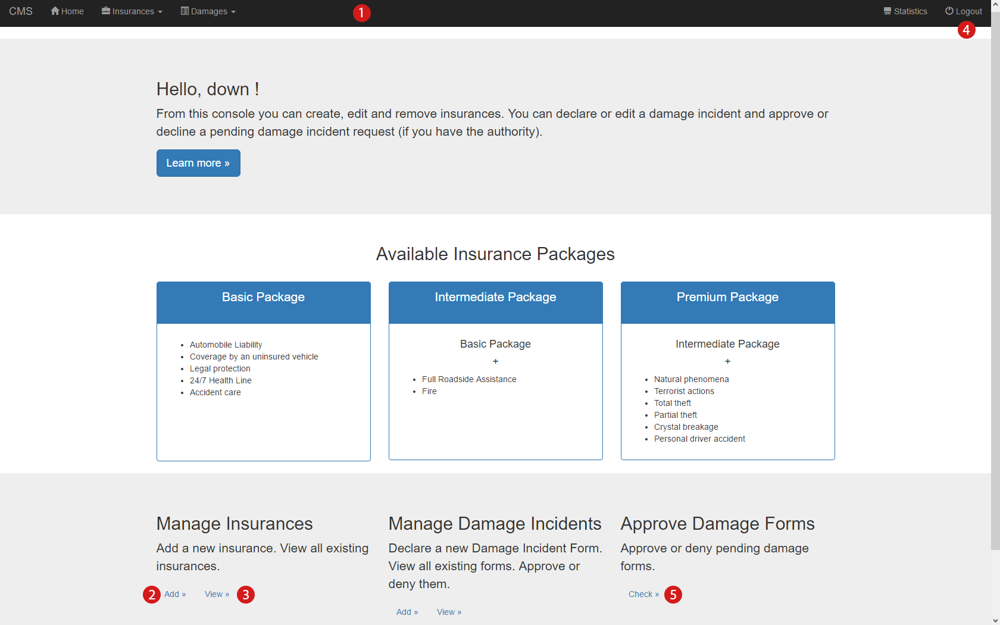 CMS Home Insurances Damages 1 Statistics Logout
4
Hello, down !
From this console you can create, edit and remove insurances. You can declare or edit a damage incident and approve or
decline a pending damage incident request (if you have the authority).
Learn more »
Available Insurance Packages
Basic Package
• Automobile Liability
• Coverage by an uninsured vehicle
• Legal protection
• 24/7 Health Line
• Accident care
Intermediate Package
Basic Package
+
• Full Roadside Assistance
• Fire
Premium Package
Intermediate Package
+
• Natural phenomena
• Terrorist actions
• Total theft
• Partial theft
• Crystal breakage
• Personal driver accident
Manage Insurances
Add a new insurance. View all existing
insurances.
2 Add » View » 3
Manage Damage Incidents
Declare a new Damage Incident Form.
View all existing forms. Approve or
deny them.
Add » View »
Approve Damage Forms
Approve or deny pending damage
forms.
Check » 5